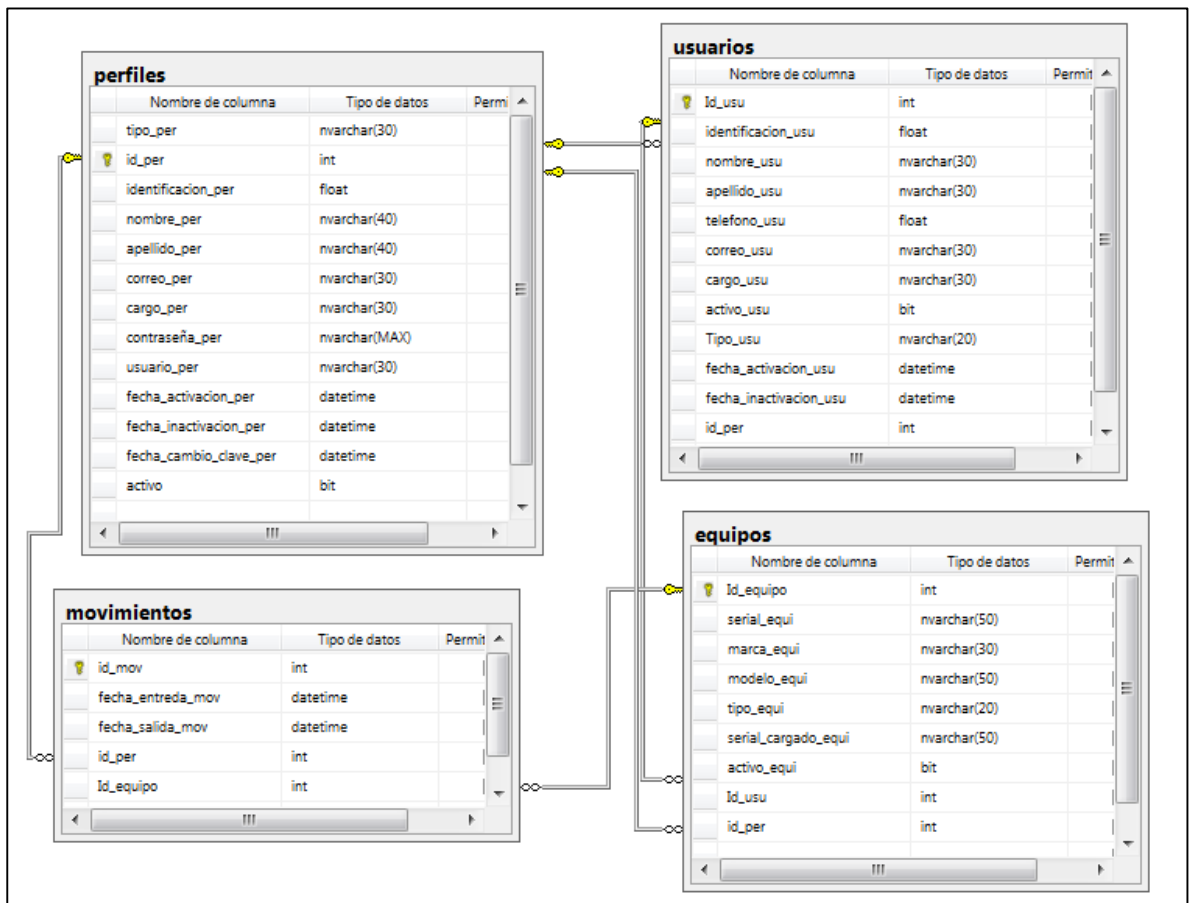 perfiles
Nombre de columna Tipo de datos Permi
tipo_per nvarchar(30)
id_per int
identificacion_per float
nombre_per nvarchar(40)
apellido_per nvarchar(40)
correo_per nvarchar(30)
cargo_per nvarchar(30)
contraseña_per nvarchar(MAX)
usuario_per nvarchar(30)
fecha_activacion_per datetime
fecha_inactivacion_per datetime
fecha_cambio_clave_per datetime
activo bit
usuarios
Nombre de columna Tipo de datos Permit
Id_usu int
identificacion_usu float
nombre_usu nvarchar(30)
apellido_usu nvarchar(30)
telefono_usu float
correo_usu nvarchar(30)
cargo_usu nvarchar(30)
activo_usu bit
Tipo_usu nvarchar(20)
fecha_activacion_usu datetime
fecha_inactivacion_usu datetime
id_per int
movimientos
Nombre de columna Tipo de datos Permit
id_mov int
fecha_entreda_mov datetime
fecha_salida_mov datetime
id_per int
Id_equipo int
equipos
Nombre de columna Tipo de datos Permit
Id_equipo int
serial_equi nvarchar(50)
marca_equi nvarchar(30)
modelo_equi nvarchar(50)
tipo_equi nvarchar(20)
serial_cargado_equi nvarchar(50)
activo_equi bit
Id_usu int
id_per int